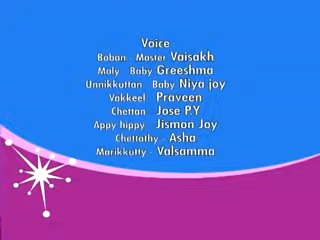 Voice
Boban - Master Vaisakh
Moly Baby Greeshma
Unnikkuttan Baby Niya joy
Vakkeel Praveen
Chettan Jose P.Y
Appy hippy Jismon Joy
Chettathy - Asha
Marikkutty - Valsamma